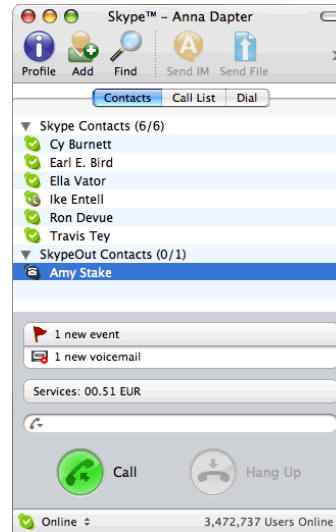 Skype™ – Anna Dapter
Profile Add Find Send IM Send File
Contacts Call List Dial
Skype Contacts (6/6)
Cy Burnett
Earl E. Bird
Ella Vator
Ike Entell
Ron Devue
Travis Tey
SkypeOut Contacts (0/1)
Amy Stake
1 new event
1 new voicemail
Services: 00.51 EUR
Call Hang Up
Online 3,472,737 Users Online